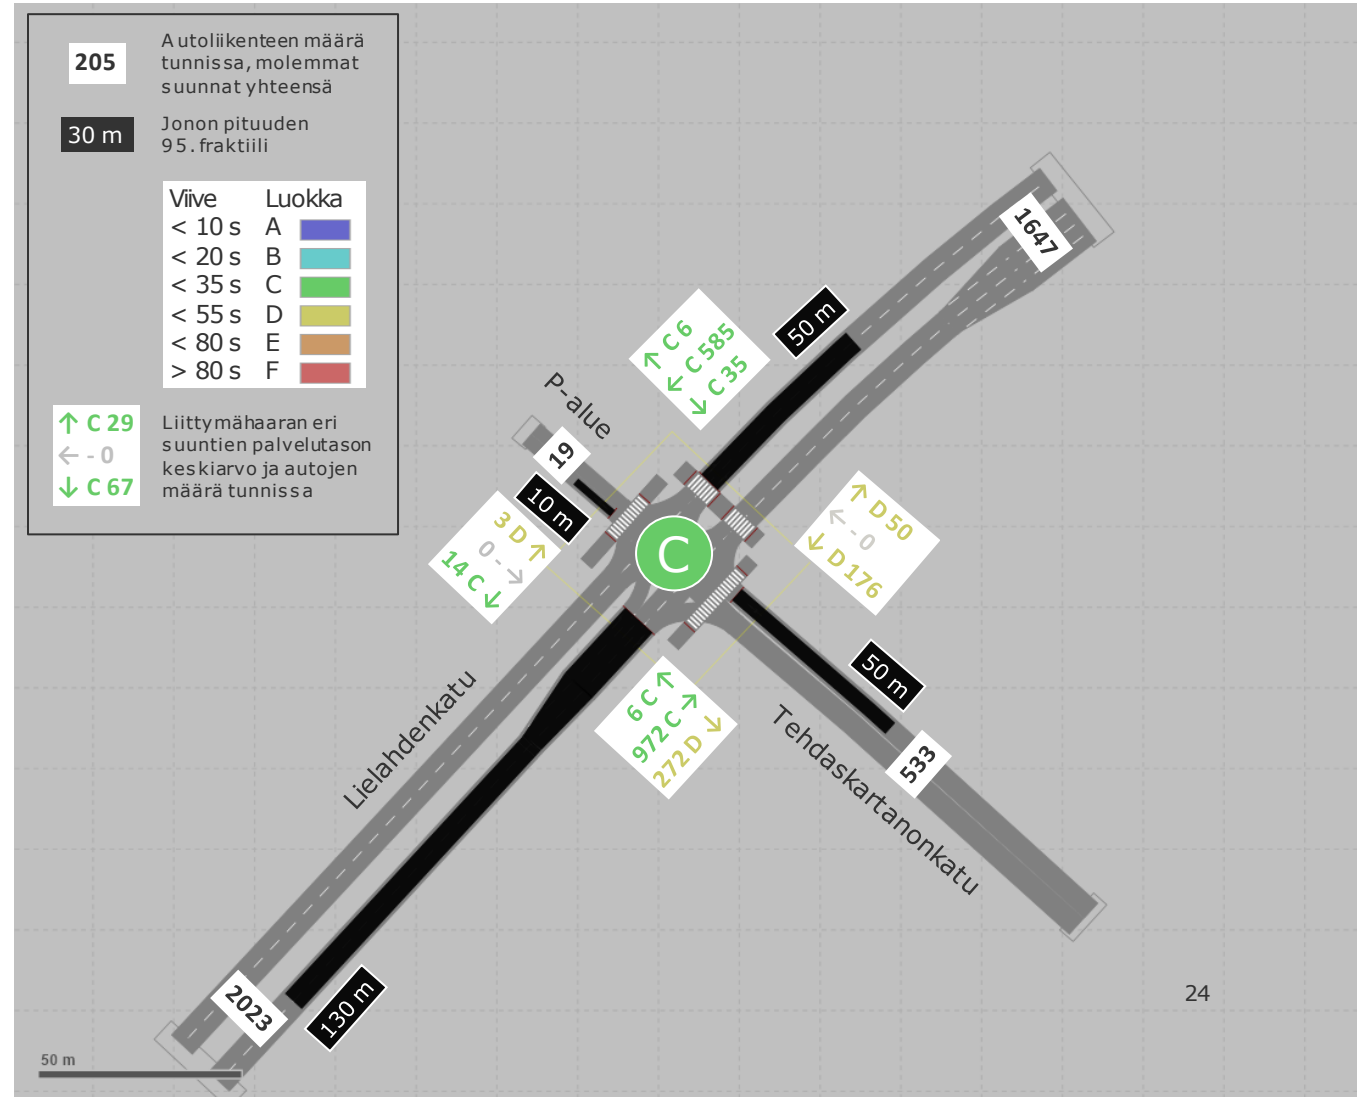 205
Autoliikenteen määrä
tunnissa, molemmat
suunnat yhteensä
30 m
Jonon pituuden
95. fraktiili
Viive Luokka
< 10 s A
< 20 s B
< 35 s C
< 55 s D
< 80 s E
> 80 s F
↑ C 29
← - 0
↓ C 67
Liittymähaaran eri
suuntien palvelutason
keskiarvo ja autojen
määrä tunnissa
1647
50 m
↑ C 6
← C 585
↓ C 35
P-alue
19
10 m
3 D ↑
0 - →
14 C ↓
C
↑ D 50
← - 0
↓ D 176
50 m
533
Tehdaskartanonkatu
6 C ↑
972 C →
272 D ↓
Lielahdenkatu
2023
130 m
24
50 m